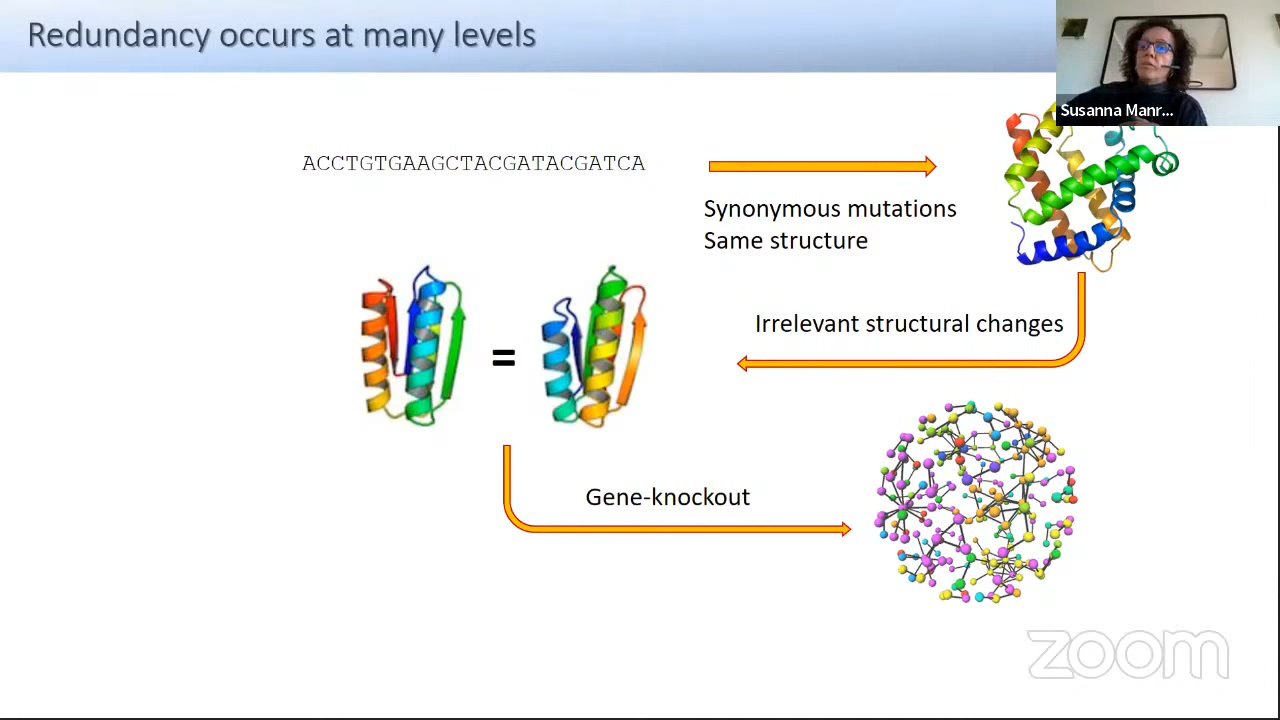 Redundancy occurs at many levels
Susanna Manr...
ACCTGTGAAGCTACGATACGATCA
Synonymous mutations
Same structure
=
Irrelevant structural changes
Gene-knockout
zoom